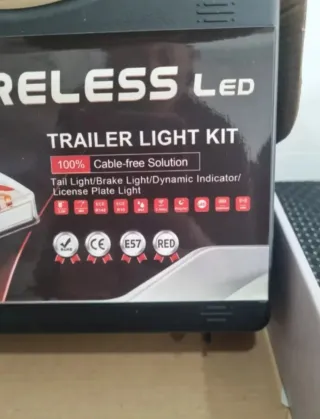 RELESS LED
TRAILER LIGHT KIT
100% Cable-free Solution
Tail Light/Brake Light/Dynamic Indicator/
License Plate Light
RoHS CE E57 RED